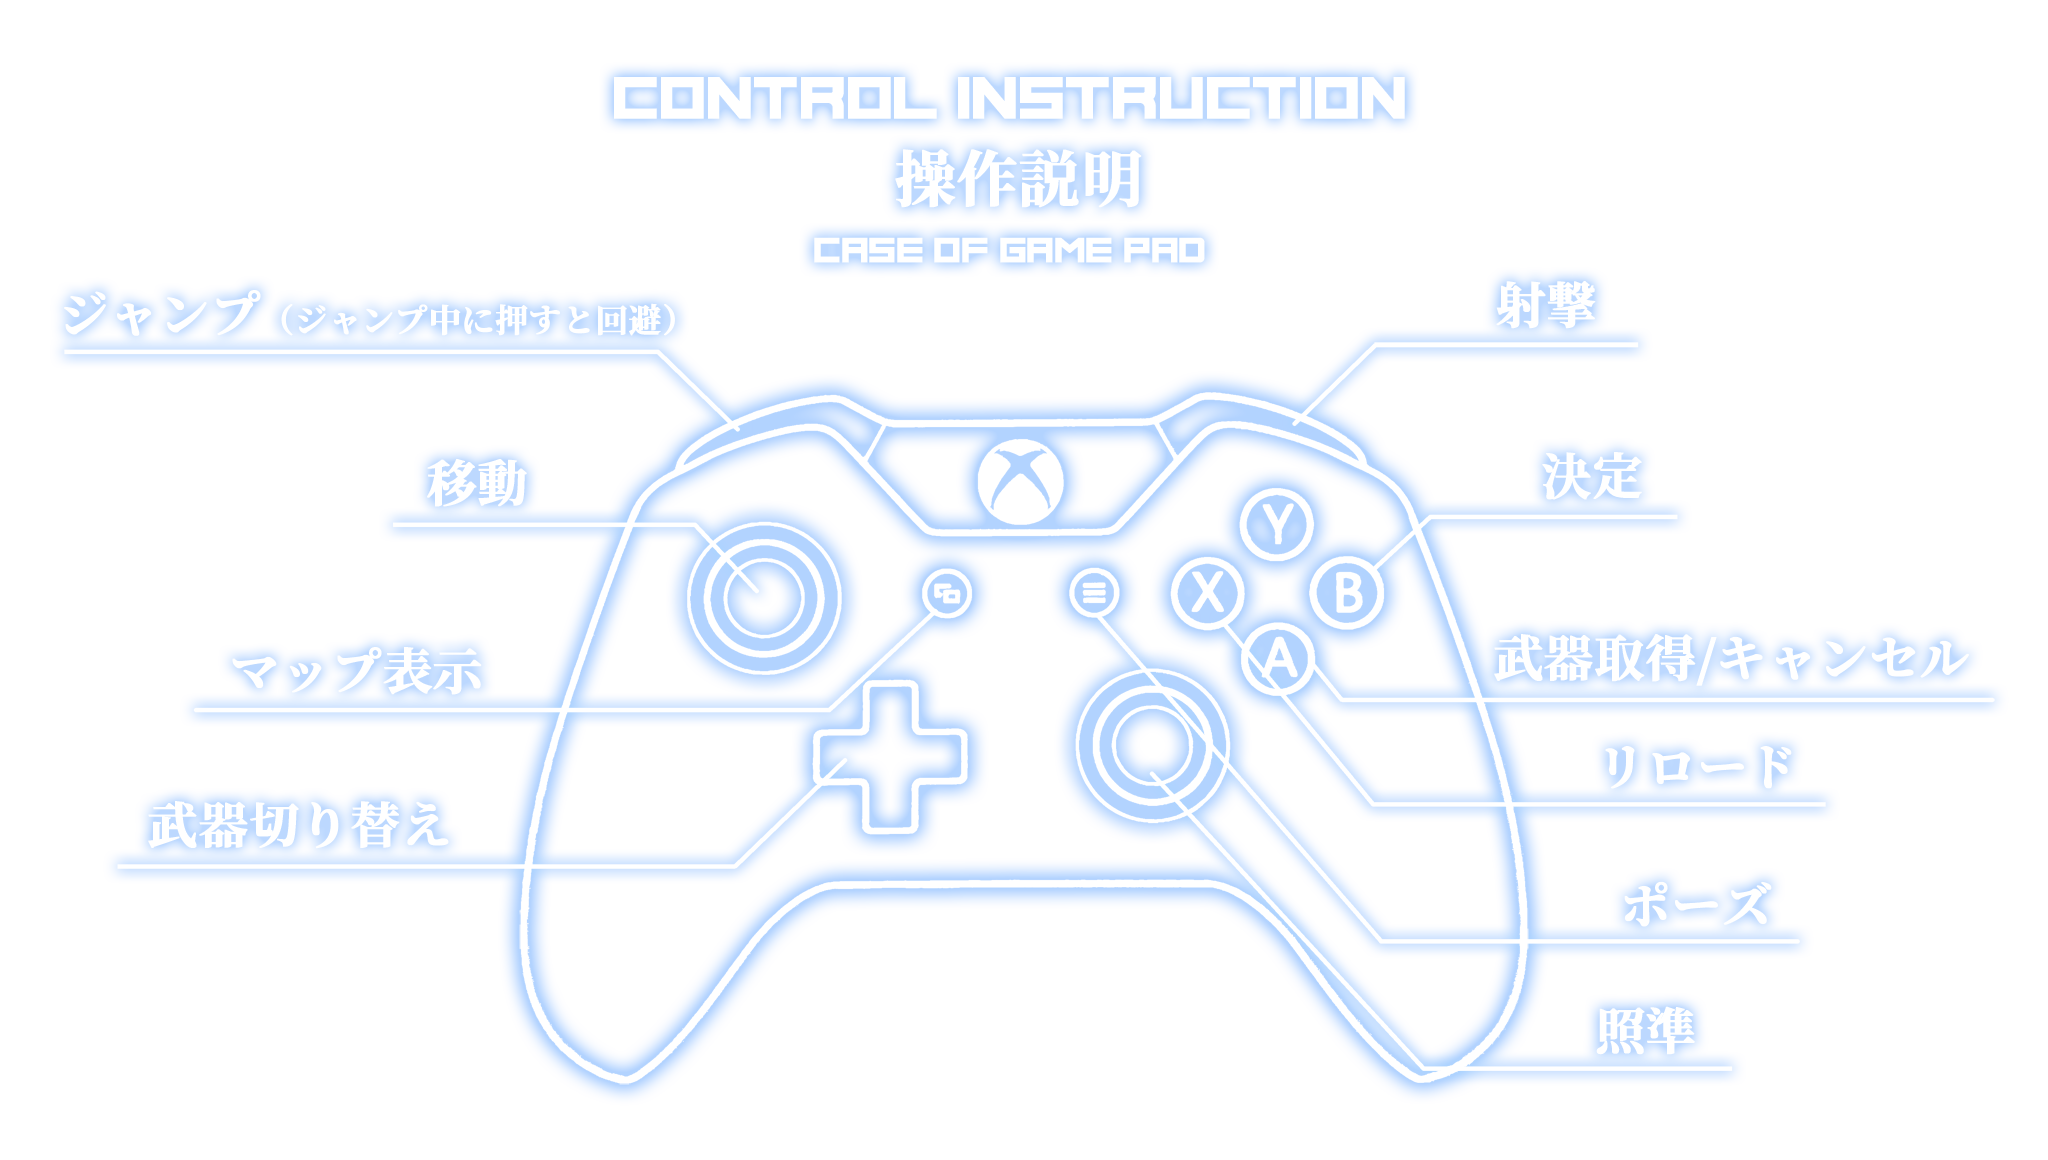 CONTROL INSTRUCTION
操作説明
CASE OF GAME PAD
ジャンプ（ジャンプ中に押すと回避）
射撃
移動
決定
Y
X
B
A
マップ表示
武器取得/キャンセル
リロード
武器切り替え
ポーズ
照準